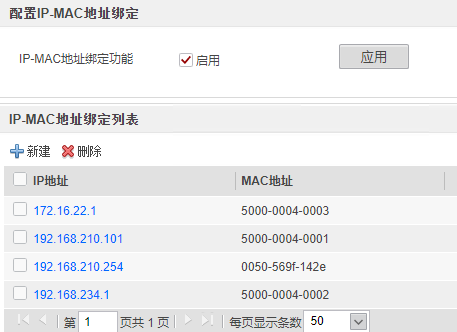 配置IP-MAC地址绑定
IP-MAC地址绑定功能 启用 应用
IP-MAC地址绑定列表
新建 删除
IP地址 MAC地址
172.16.22.1 5000-0004-0003
192.168.210.101 5000-0004-0001
192.168.210.254 0050-569f-142e
192.168.234.1 5000-0004-0002
第 1 页共 1 页 每页显示条数 50